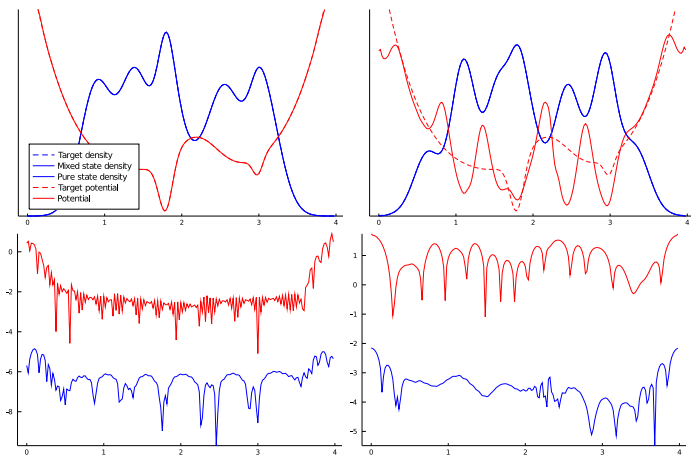 Target density
Mixed state density
Pure state density
Target potential
Potential
0 1 2 3 4
0 1 2 3 4
0
-2
-4
-6
-8
0 1 2 3 4
1
0
-1
-2
-3
-4
-5
0 1 2 3 4